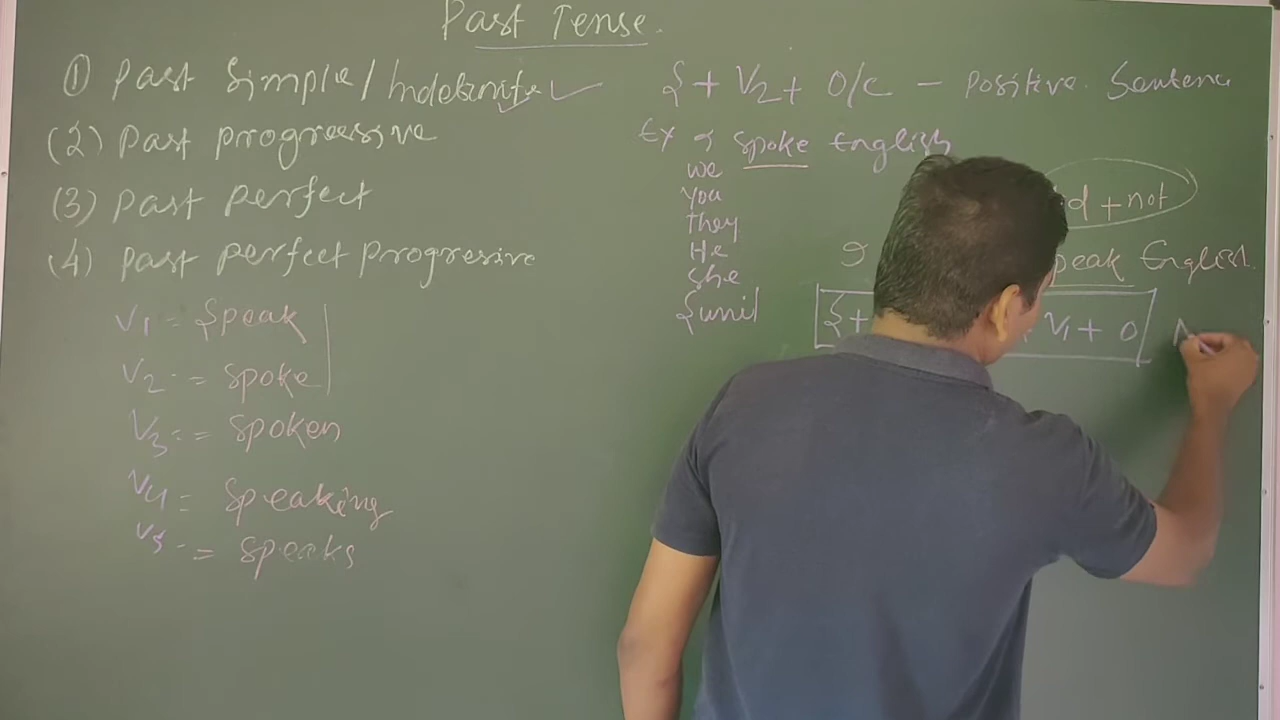 Past Tense.
① Past Simple/Indefinite
S + V2 + O/C - Positive Sentence
(2) Past progressive
(3) Past perfect
(4) Past perfect Progresive
V1 = Speak
V2 = Spoke
V3 = Spoken
V4 = Speaking
V5 = Speaks
Ex I Spoke English
We
You
They
He
She
Sunil
+ not
I
English.
S +
V1 + O